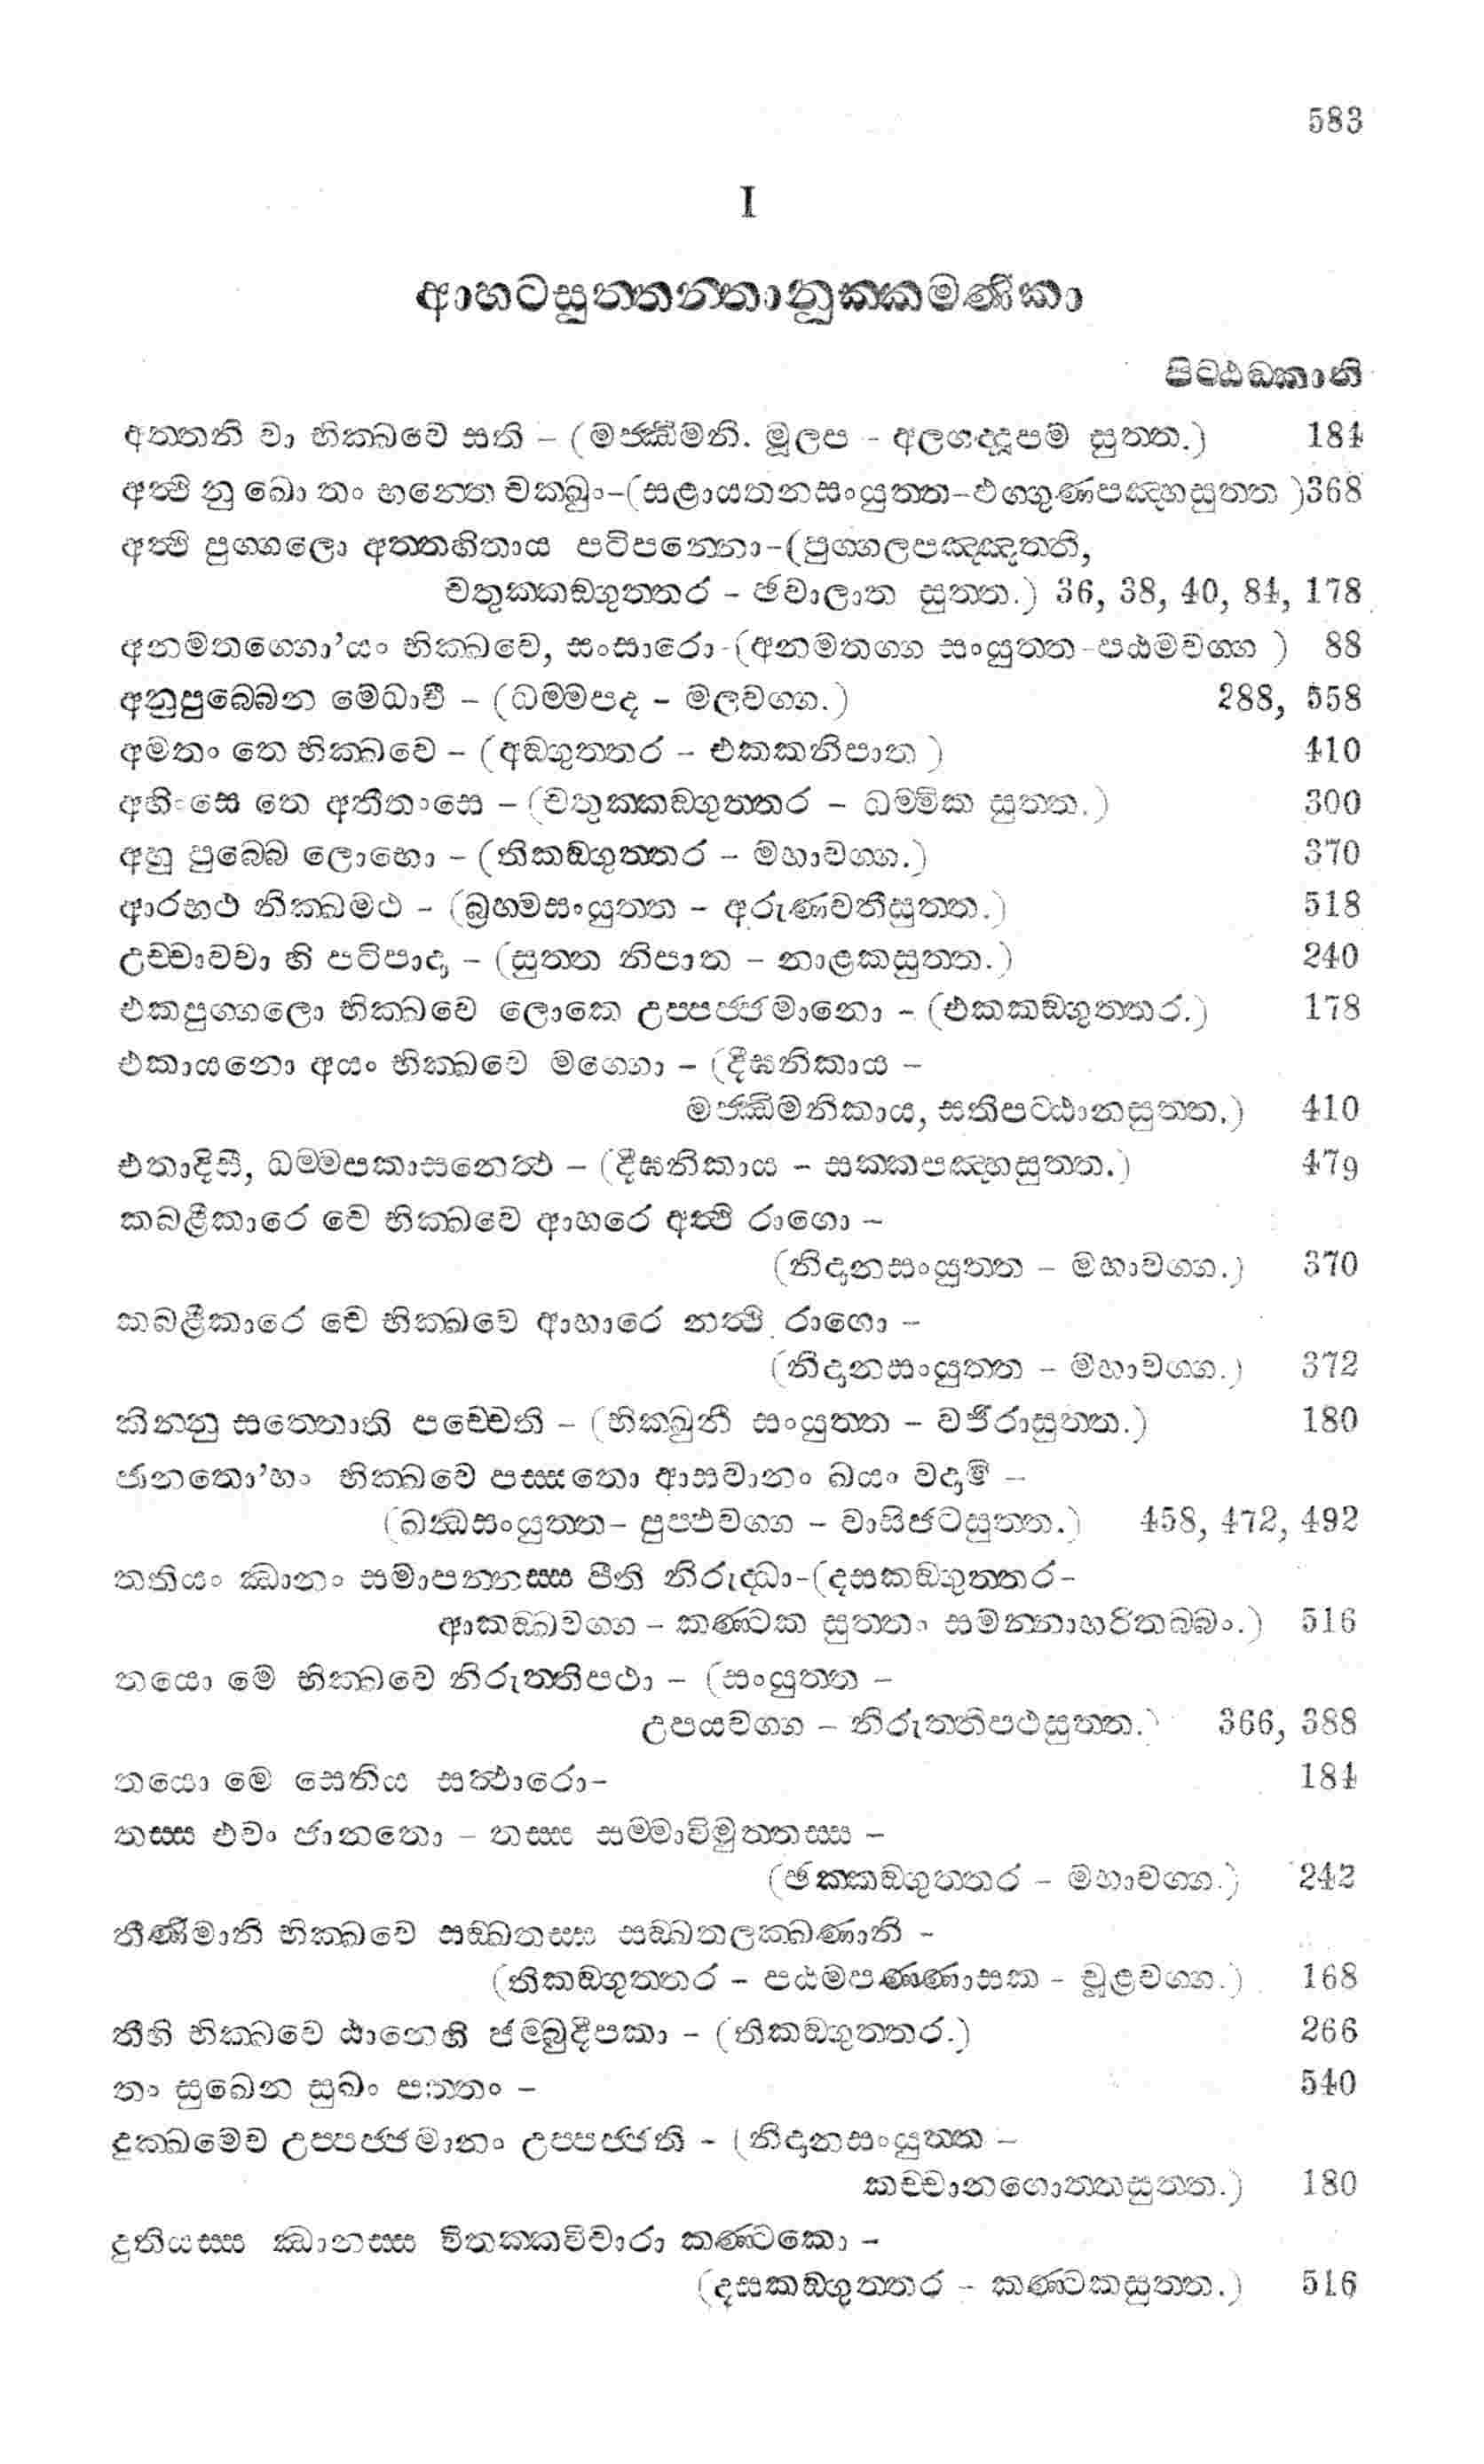 583
I
ආහටසුත්තන්තානුක්කමණිකා
පිට්ඨඞ්කානි
අත්තනි වා භික්ඛවෙ සති – (මජ්ඣිමනි. මූලප - අලගද්දූපම සුත්ත.) 184
අත්ථි නු ඛො තං භන්තෙ චක්ඛුං-(සළායතනසංයුත්ත-ඵග්ගුණපඤ්හසුත්ත )368
අත්ථි පුග්ගලො අත්තහිතාය පටිපන්නො-(පුග්ගලපඤ්ඤත්ති,
චතුක්කඞ්ගුත්තර - ඡවාලාත සුත්ත.) 36, 38, 40, 84, 178
අනමතග්ගො’යං භික්ඛවෙ, සංසාරො-(අනමතග්ග සංයුත්ත-පඨමවග්ග ) 88
අනුපුබ්බෙන මේධාවී – (ධම්මපද – මලවග්ග.) 288, 558
අමතං තෙ භික්ඛවෙ – (අඞ්ගුත්තර – එකකනිපාත ) 410
අහිංසෙ තෙ අතීතංසෙ – (චතුක්කඞ්ගුත්තර – ධම්මික සුත්ත.) 300
අහු පුබ්බෙ ලොභො – (තිකඞ්ගුත්තර – මහාවග්ග.) 370
ආරභථ නික්ඛමථ – (බ්‍රහ්මසංයුත්ත – අරුණවතීසුත්ත.) 518
උච්චාවචා හි පටිපාදා – (සුත්ත නිපාත – නාළකසුත්ත.) 240
එකපුග්ගලො භික්ඛවෙ ලොකෙ උප්පජ්ජමානො – (එකකඞ්ගුත්තර.) 178
එකායනො අයං භික්ඛවෙ මග්ගො – (දීඝනිකාය –
මජ්ඣිමනිකාය, සතිපට්ඨානසුත්ත.) 410
එතාදිසී, ධම්මපකාසනෙත්ථ – (දීඝනිකාය – සක්කපඤ්හසුත්ත.) 479
කබළීකාරෙ චෙ භික්ඛවෙ ආහරෙ අත්ථි රාගො –
(නිදානසංයුත්ත – මහාවග්ග.) 370
කබළීකාරෙ චෙ භික්ඛවෙ ආහාරෙ නත්ථි රාගො –
(නිදානසංයුත්ත – මහාවග්ග.) 372
කින්නු සත්තොති පච්චෙති – (භික්ඛුනී සංයුත්ත – වජිරාසුත්ත.) 180
ජානතො’හං භික්ඛවෙ පස්සතො ආසවානං ඛයං වදාමි –
(ඛන්ධසංයුත්ත- පුප්ඵවග්ග – වාසිජටසුත්ත.) 458, 472, 492
තතියං ඣානං සමාපන්නස්ස පීති නිරුද්ධා-(දසකඞ්ගුත්තර-
ආකඞ්ඛවග්ග – කණ්ටක සුත්තං සමන්නාහරිතබ්බං.) 516
තයො මෙ භික්ඛවෙ නිරුත්තිපථා – (සංයුත්ත –
උපයවග්ග – නිරුත්තිපථසුත්ත.) 366, 388
තයො මෙ සෙනිය සත්ථාරො- 184
තස්ස එවං ජානතො – තස්ස සම්මාවිමුත්තස්ස –
(ඡක්කඞ්ගුත්තර – මහාවග්ග.) 242
තීණිමානි භික්ඛවෙ සඞ්ඛතස්ස සඞ්ඛතලක්ඛණානි –
(තිකඞ්ගුත්තර – පඨමපණ්ණාසක – චූළවග්ග.) 168
තීහි භික්ඛවෙ ඨානෙහි ජම්බුදීපකා – (තිකඞ්ගුත්තර.) 266
තං සුඛෙන සුඛං පත්තං – 540
දුක්ඛමෙව උප්පජ්ජමානං උප්පජ්ජති – (නිදානසංයුත්ත –
කච්චානගොත්තසුත්ත.) 180
දුතියස්ස ඣානස්ස විතක්කවිචාරා කණ්ටකො –
(දසකඞ්ගුත්තර – කණ්ටකසුත්ත.) 516